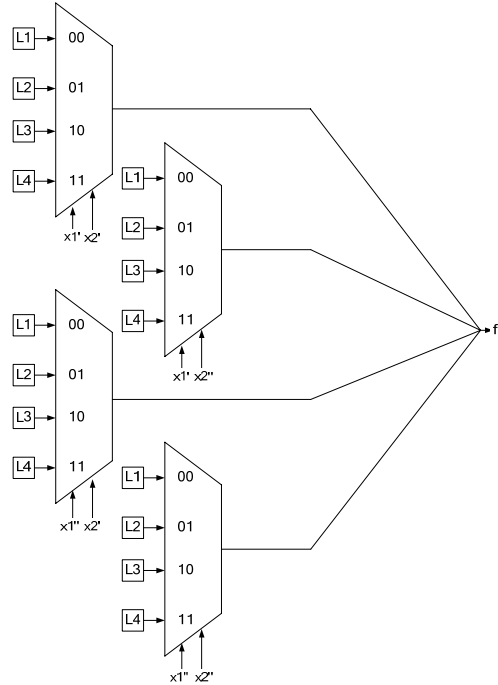 L1 00
L2 01
L3 10
L4 11
x1' x2'
L1 00
L2 01
L3 10
L4 11
x1' x2''
f
L1 00
L2 01
L3 10
L4 11
x1'' x2'
L1 00
L2 01
L3 10
L4 11
x1'' x2''